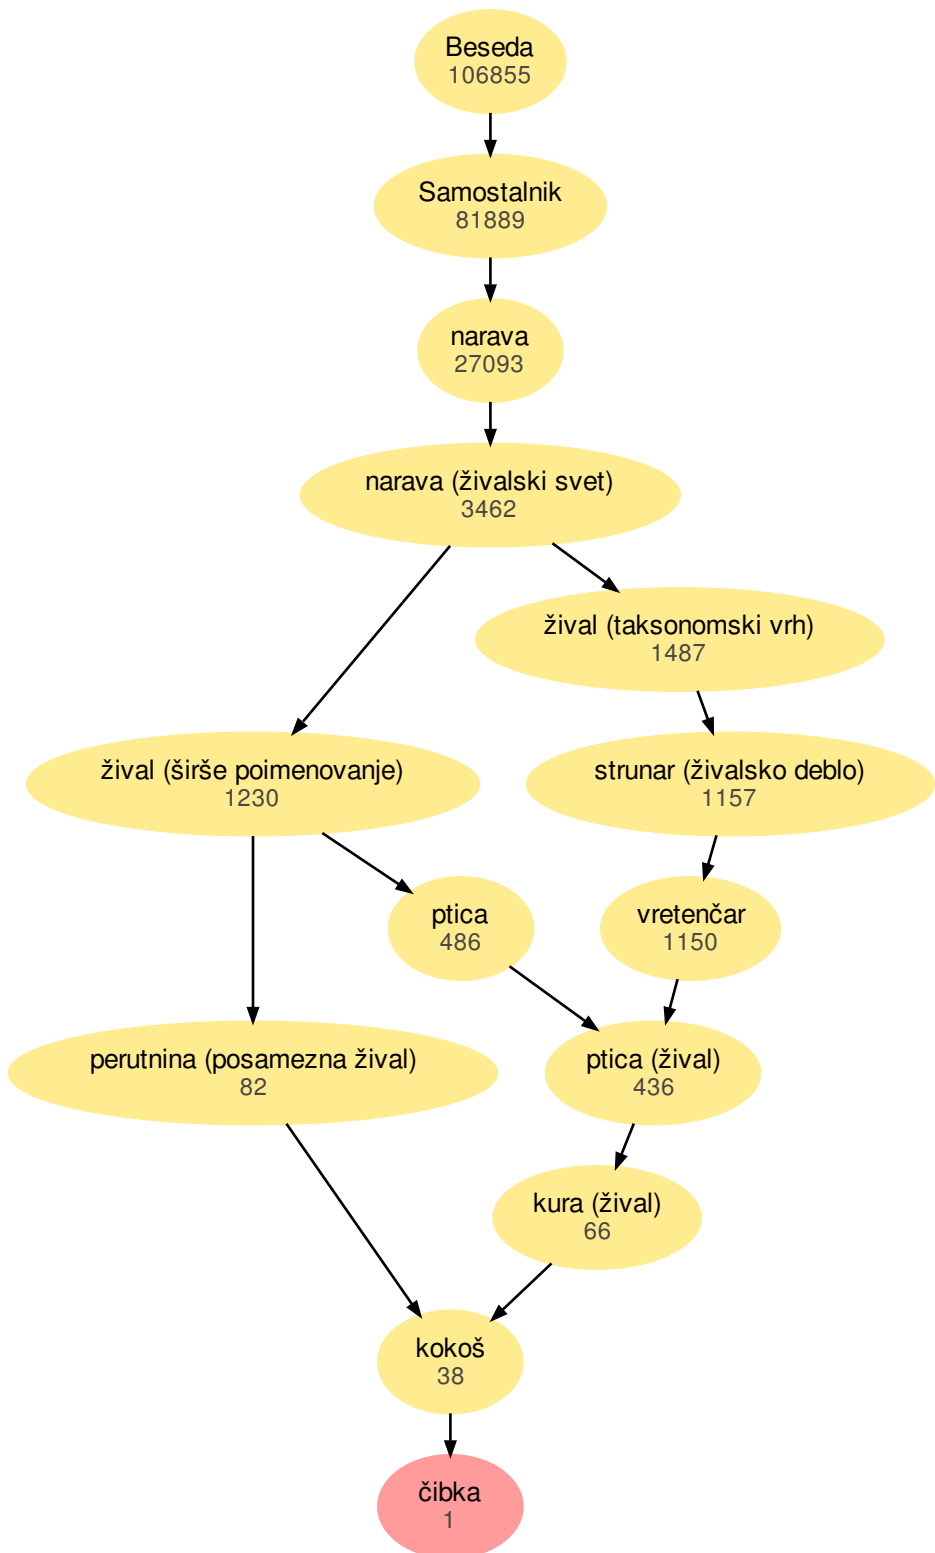 Beseda
106855
Samostalnik
81889
narava
27093
narava (živalski svet)
3462
žival (taksonomski vrh)
1487
žival (širše poimenovanje)
1230
strunar (živalsko deblo)
1157
ptica
486
vretenčar
1150
perutnina (posamezna žival)
82
ptica (žival)
436
kura (žival)
66
kokoš
38
čibka
1